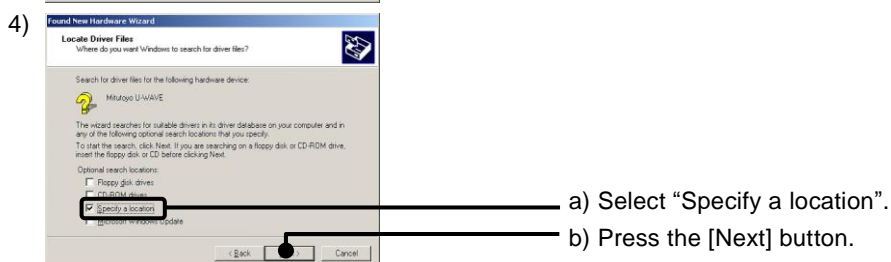 4)
Found New Hardware Wizard
Locate Driver Files
Where do you want Windows to search for driver files?
Search for driver files for the following hardware device:
Mitutoyo U-WAVE
The wizard searches for suitable drivers in its driver database on your computer and in
any of the following optional search locations that you specify.
To start the search, click Next. If you are searching on a floppy disk or CD-ROM drive,
insert the floppy disk or CD before clicking Next.
Optional search locations:
Floppy disk drives
CD-ROM drives
Specify a location
Microsoft Windows Update
< Back
>
Cancel
a) Select “Specify a location”.
b) Press the [Next] button.